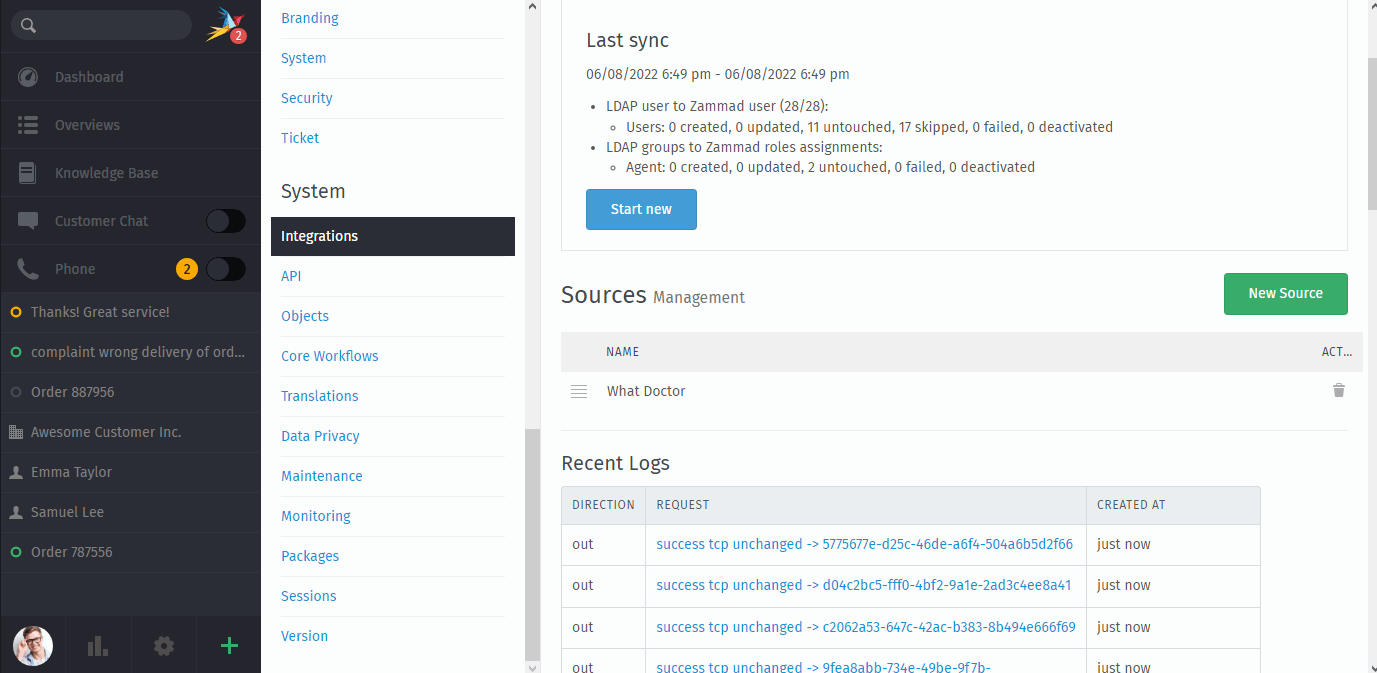 2
Dashboard
Overviews
Knowledge Base
Customer Chat
Phone 2
Thanks! Great service!
complaint wrong delivery of ord...
Order 887956
Awesome Customer Inc.
Emma Taylor
Samuel Lee
Order 787556
Branding
System
Security
Ticket
System
Integrations
API
Objects
Core Workflows
Translations
Data Privacy
Maintenance
Monitoring
Packages
Sessions
Version
Last sync
06/08/2022 6:49 pm - 06/08/2022 6:49 pm
LDAP user to Zammad user (28/28):
Users: 0 created, 0 updated, 11 untouched, 17 skipped, 0 failed, 0 deactivated
LDAP groups to Zammad roles assignments:
Agent: 0 created, 0 updated, 2 untouched, 0 failed, 0 deactivated
Start new
Sources Management
New Source
NAME ACT...
What Doctor
Recent Logs
DIRECTION REQUEST CREATED AT
out success tcp unchanged -> 5775677e-d25c-46de-a6f4-504a6b5d2f66 just now
out success tcp unchanged -> d04c2bc5-fff0-4bf2-9a1e-2ad3c4ee8a41 just now
out success tcp unchanged -> c2062a53-647c-42ac-b383-8b494e666f69 just now
out success tcp unchanged -> 9fea8abb-734e-49be-9f7b- just now